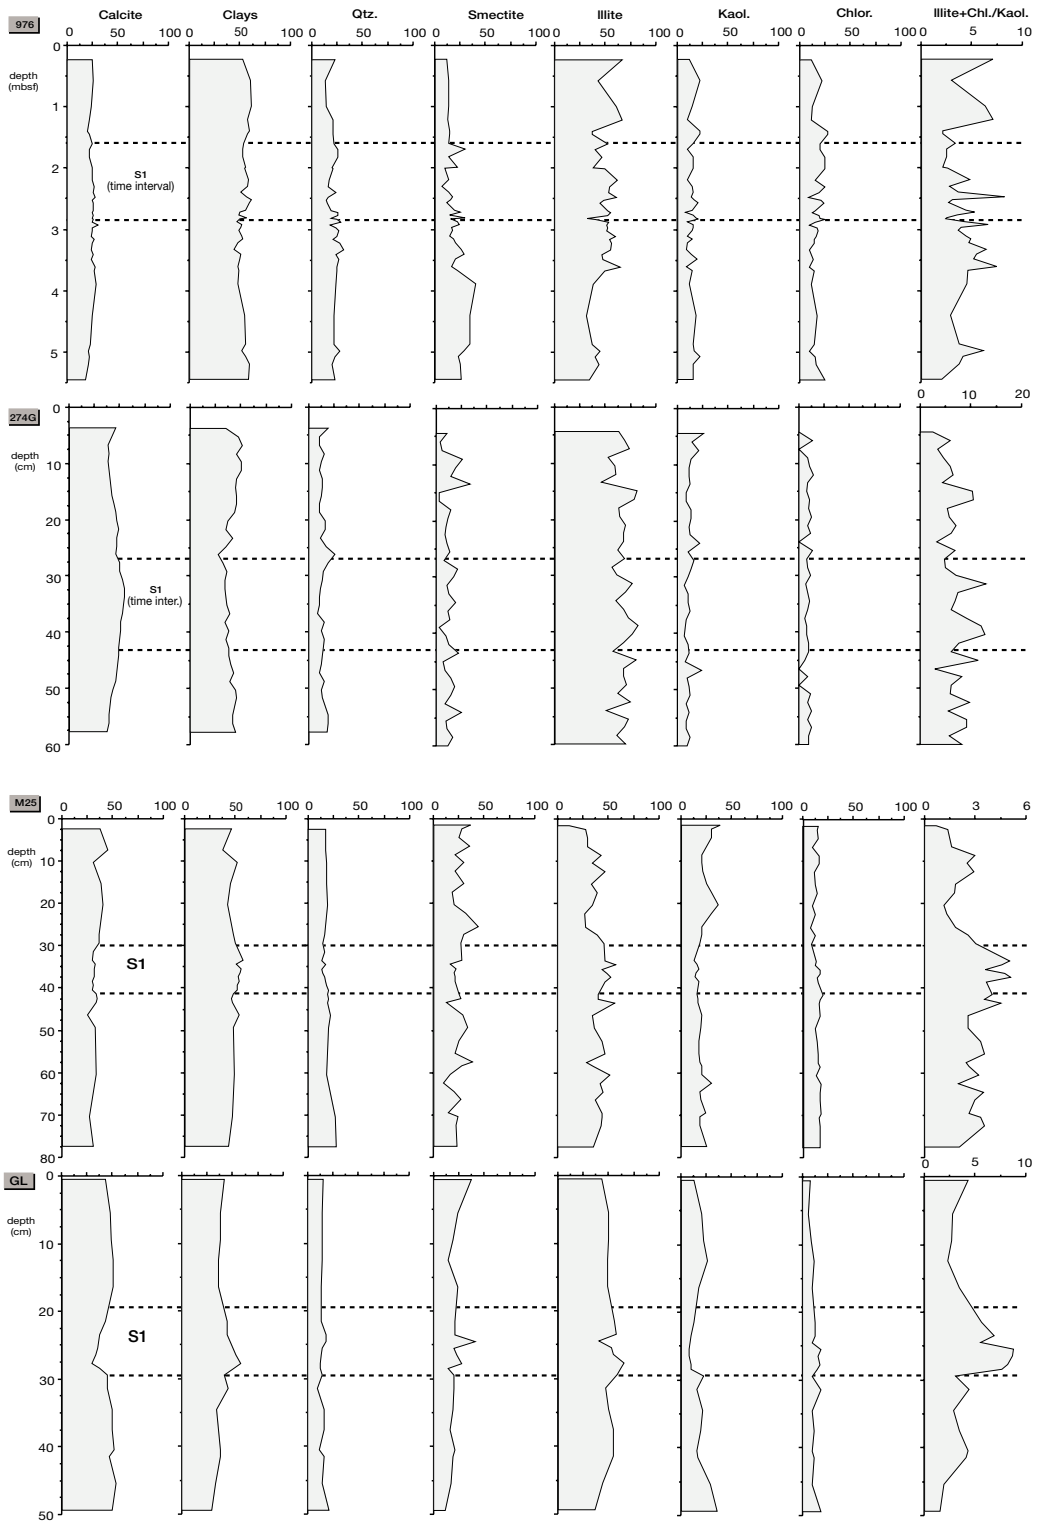 976 Calcite Clays Qtz. Smectite Illite Kaol. Chlor. Illite+Chl./Kaol.
0 50 100 0 50 100 0 50 100 0 50 100 0 50 100 0 50 100 0 50 100 0 5 10
0
depth
(mbsf)
1
2
S1
(time interval)
3
4
5
274G
0
0 10 20
depth
(cm)
10
20
30
S1
(time inter.)
40
50
60
M25
0 50 100 0 50 100 0 50 100 0 50 100 0 50 100 0 50 100 0 50 100 0 3 6
0
depth
(cm)
10
20
30
S1
40
50
60
70
80
0 5 10
GL
0
depth
(cm)
10
20
S1
30
40
50